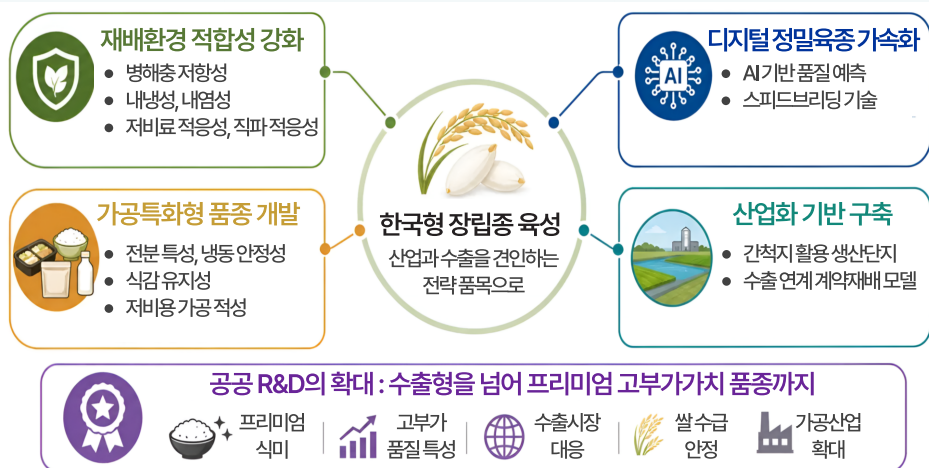 재배환경 적합성 강화
● 병해충 저항성
● 내냉성, 내염성
● 저비료 적응성, 직파 적응성
디지털 정밀육종 가속화
AI
● AI 기반 품질 예측
● 스피드브리딩 기술
한국형 장립종 육성
산업과 수출을 견인하는
전략 품목으로
가공특화형 품종 개발
● 전분 특성, 냉동 안정성
● 식감 유지성
● 저비용 가공 적성
산업화 기반 구축
● 간척지 활용 생산단지
● 수출 연계 계약재배 모델
공공 R&D의 확대 : 수출형을 넘어 프리미엄 고부가가치 품종까지
프리미엄
식미
고부가
품질 특성
수출시장
대응
쌀 수급
안정
가공산업
확대